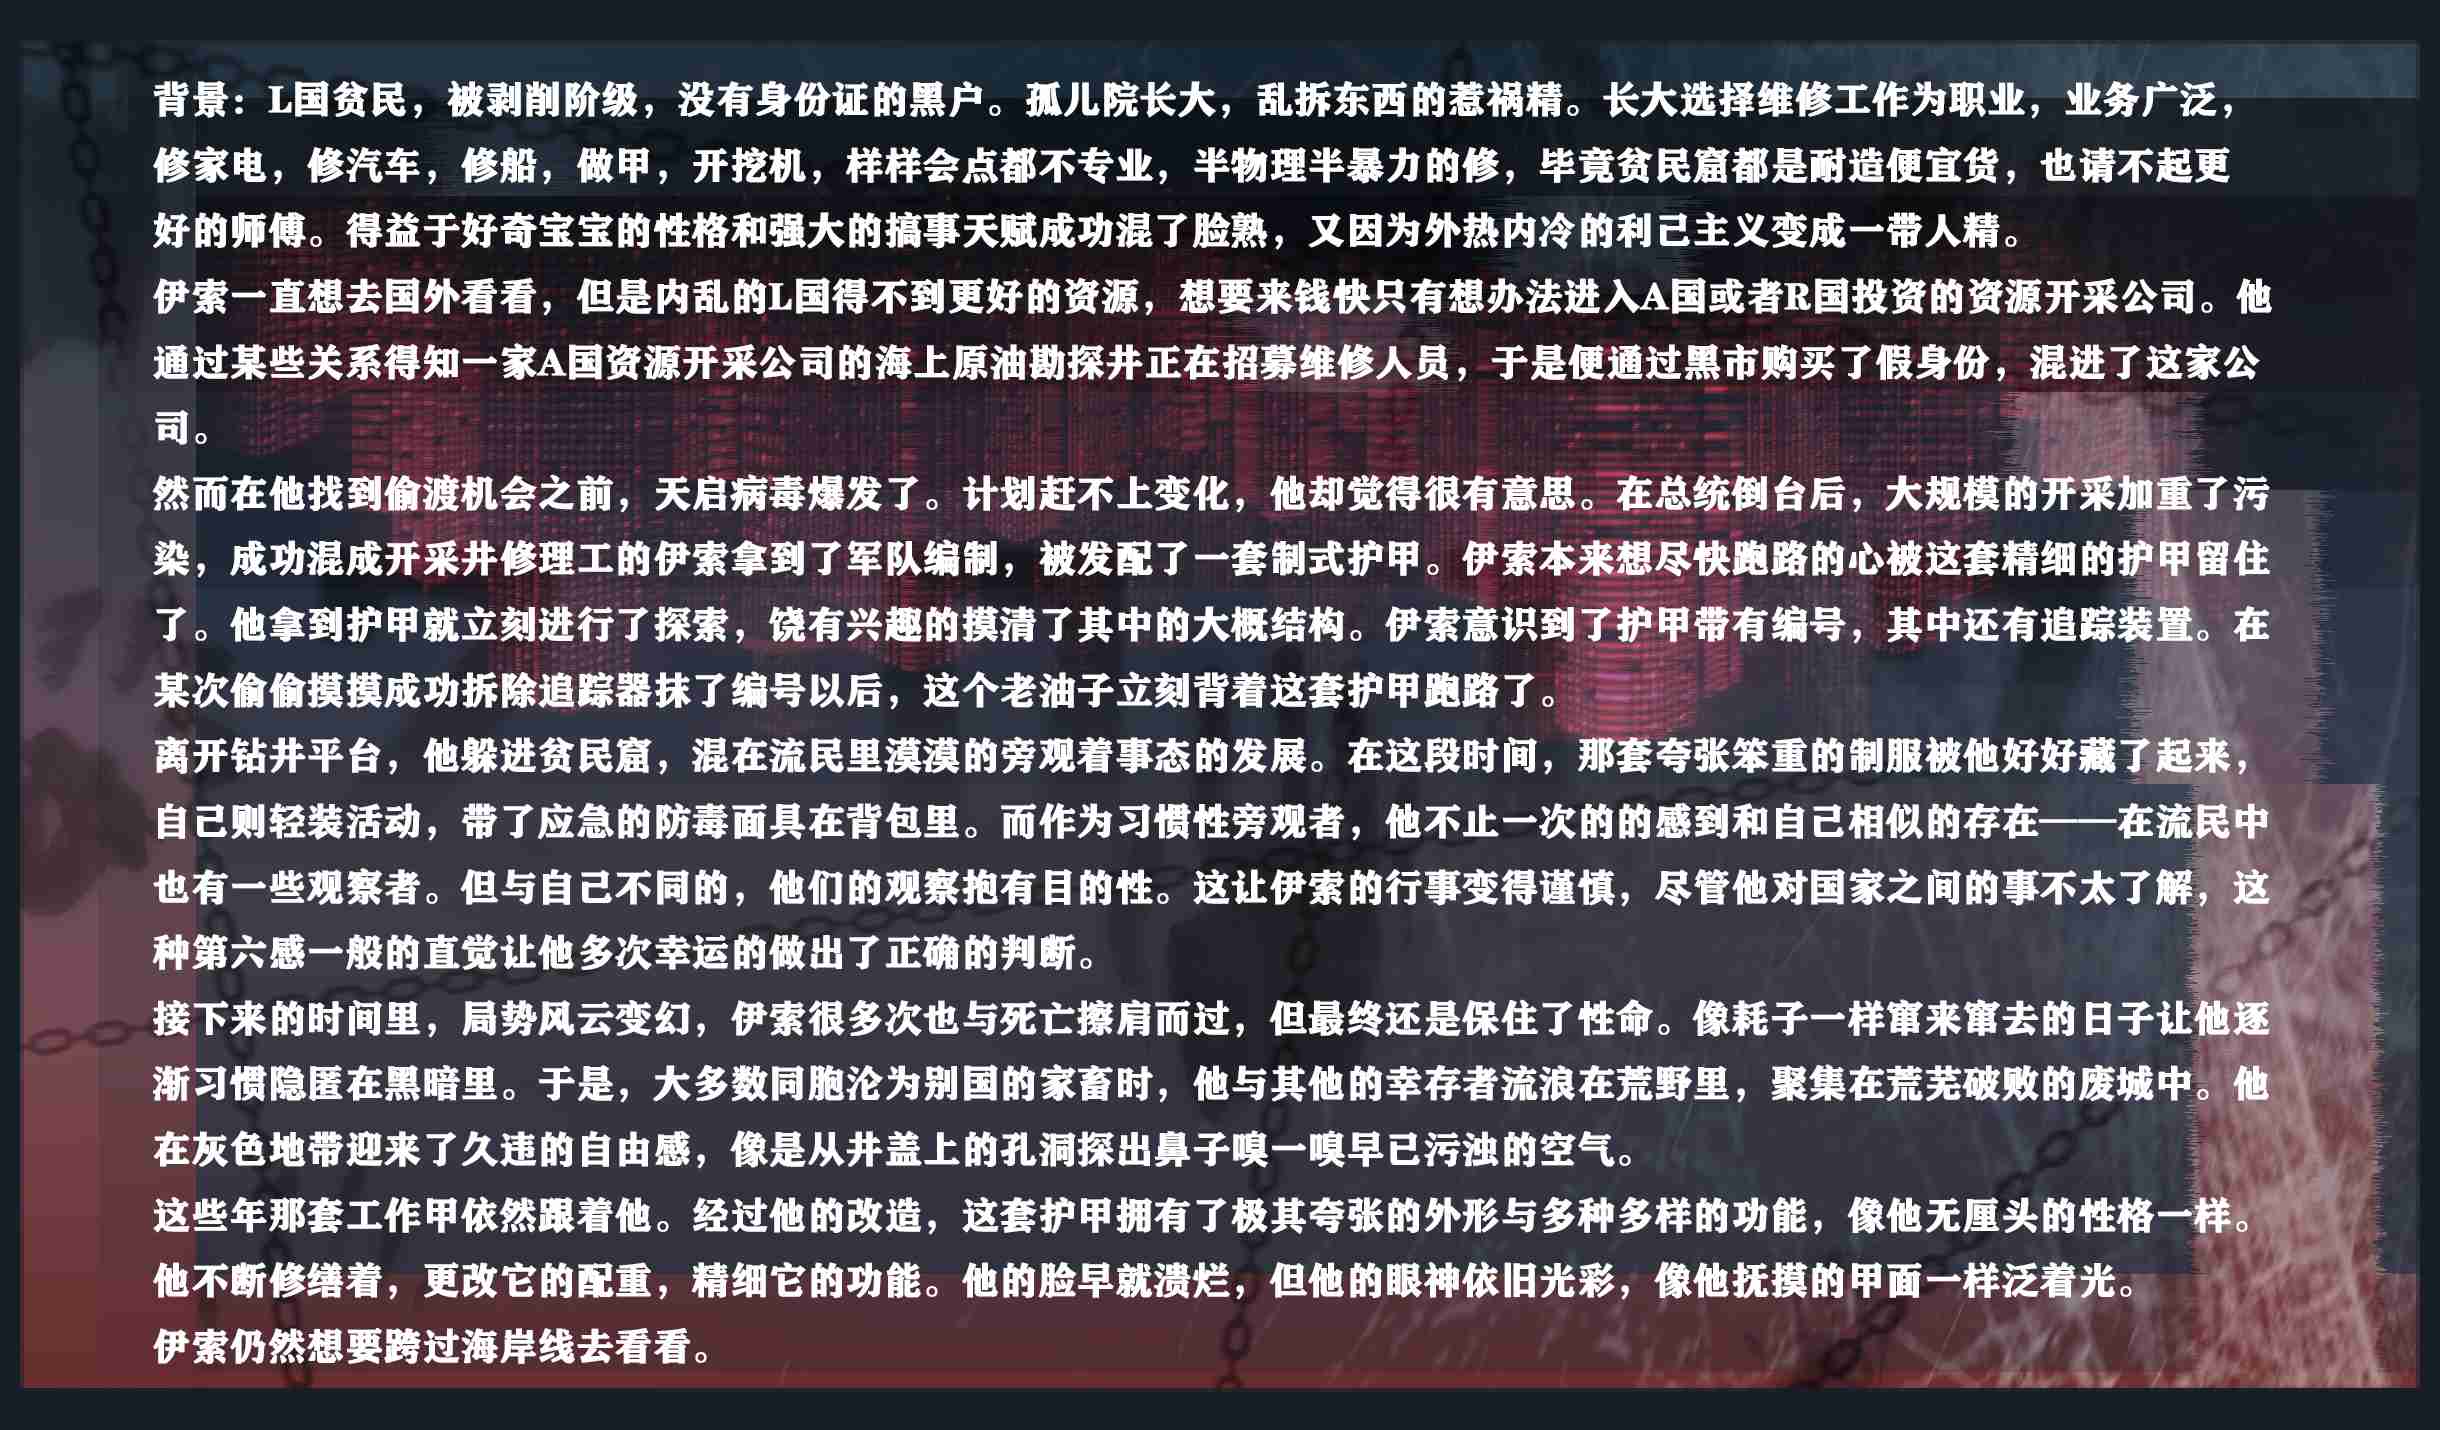 背景：L国贫民，被剥削阶级，没有身份证的黑户。孤儿院长大，乱拆东西的惹祸精。长大选择维修工作为职业，业务广泛，
修家电，修汽车，修船，做甲，开挖机，样样会点都不专业，半物理半暴力的修，毕竟贫民窟都是耐造便宜货，也请不起更
好的师傅。得益于好奇宝宝的性格和强大的搞事天赋成功混了脸熟，又因为外热内冷的利己主义变成一带人精。
伊索一直想去国外看看，但是内乱的L国得不到更好的资源，想要来钱快只有想办法进入A国或者R国投资的资源开采公司。他
通过某些关系得知一家A国资源开采公司的海上原油勘探井正在招募维修人员，于是便通过黑市购买了假身份，混进了这家公
司。
然而在他找到偷渡机会之前，天启病毒爆发了。计划赶不上变化，他却觉得很有意思。在总统倒台后，大规模的开采加重了污
染，成功混成开采井修理工的伊索拿到了军队编制，被发配了一套制式护甲。伊索本来想尽快跑路的心被这套精细的护甲留住
了。他拿到护甲就立刻进行了探索，饶有兴趣的摸清了其中的大概结构。伊索意识到了护甲带有编号，其中还有追踪装置。在
某次偷偷摸摸成功拆除追踪器抹了编号以后，这个老油子立刻背着这套护甲跑路了。
离开钻井平台，他躲进贫民窟，混在流民里漠漠的旁观着事态的发展。在这段时间，那套夸张笨重的制服被他好好藏了起来，
自己则轻装活动，带了应急的防毒面具在背包里。而作为习惯性旁观者，他不止一次的的感到和自己相似的存在——在流民中
也有一些观察者。但与自己不同的，他们的观察抱有目的性。这让伊索的行事变得谨慎，尽管他对国家之间的事不太了解，这
种第六感一般的直觉让他多次幸运的做出了正确的判断。
接下来的时间里，局势风云变幻，伊索很多次也与死亡擦肩而过，但最终还是保住了性命。像耗子一样窜来窜去的日子让他逐
渐习惯隐匿在黑暗里。于是，大多数同胞沦为别国的家畜时，他与其他的幸存者流浪在荒野里，聚集在荒芜破败的废城中。他
在灰色地带迎来了久违的自由感，像是从井盖上的孔洞探出鼻子嗅一嗅早已污浊的空气。
这些年那套工作甲依然跟着他。经过他的改造，这套护甲拥有了极其夸张的外形与多种多样的功能，像他无厘头的性格一样。
他不断修缮着，更改它的配重，精细它的功能。他的脸早就溃烂，但他的眼神依旧光彩，像他抚摸的甲面一样泛着光。
伊索仍然想要跨过海岸线去看看。